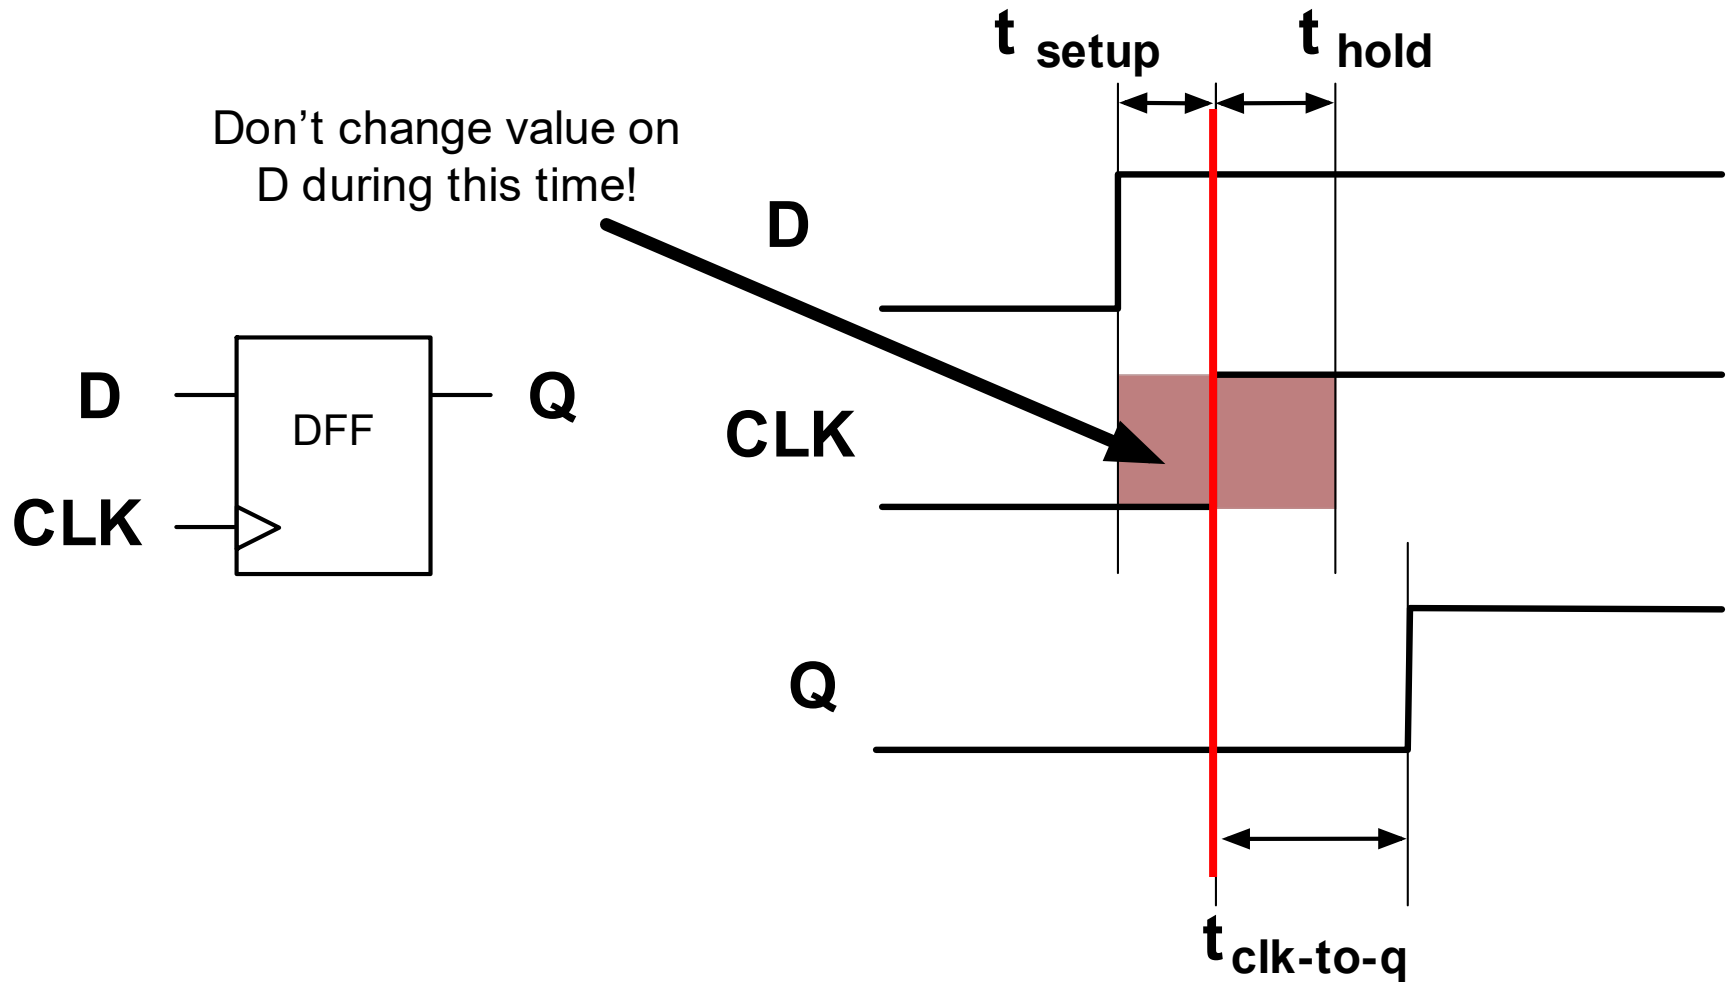 t setup
t hold
Don’t change value on
D during this time!
D
D
DFF
Q
CLK
CLK
Q
t clk-to-q